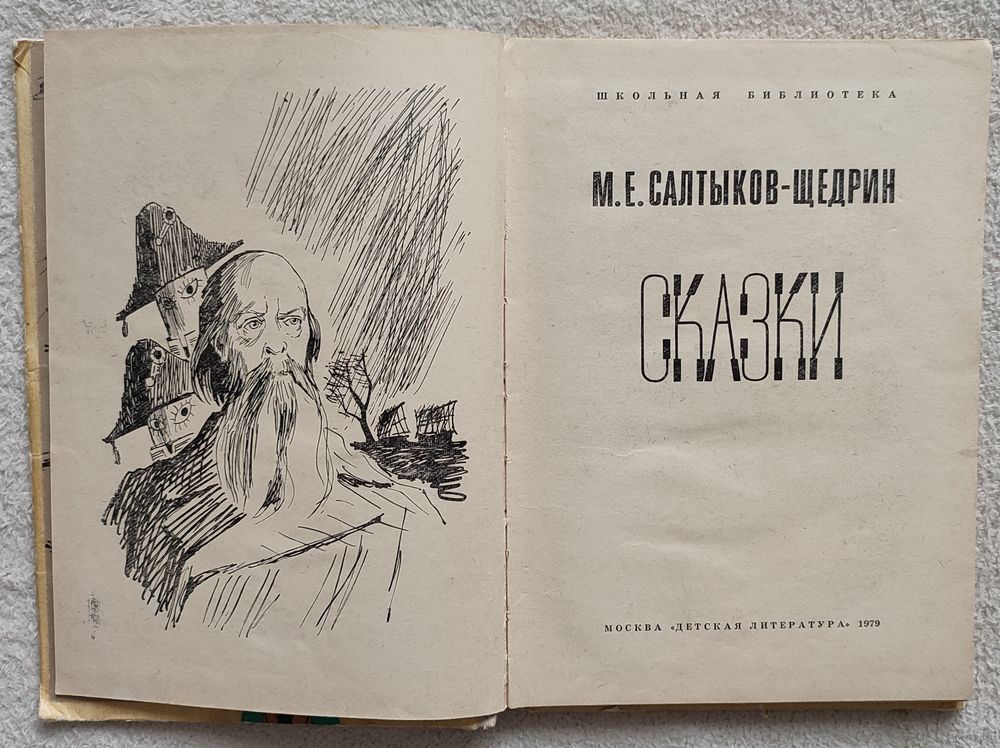 ШКОЛЬНАЯ БИБЛИОТЕКА
М.Е.САЛТЫКОВ-ЩЕДРИН
СКАЗКИ
МОСКВА «ДЕТСКАЯ ЛИТЕРАТУРА» 1979